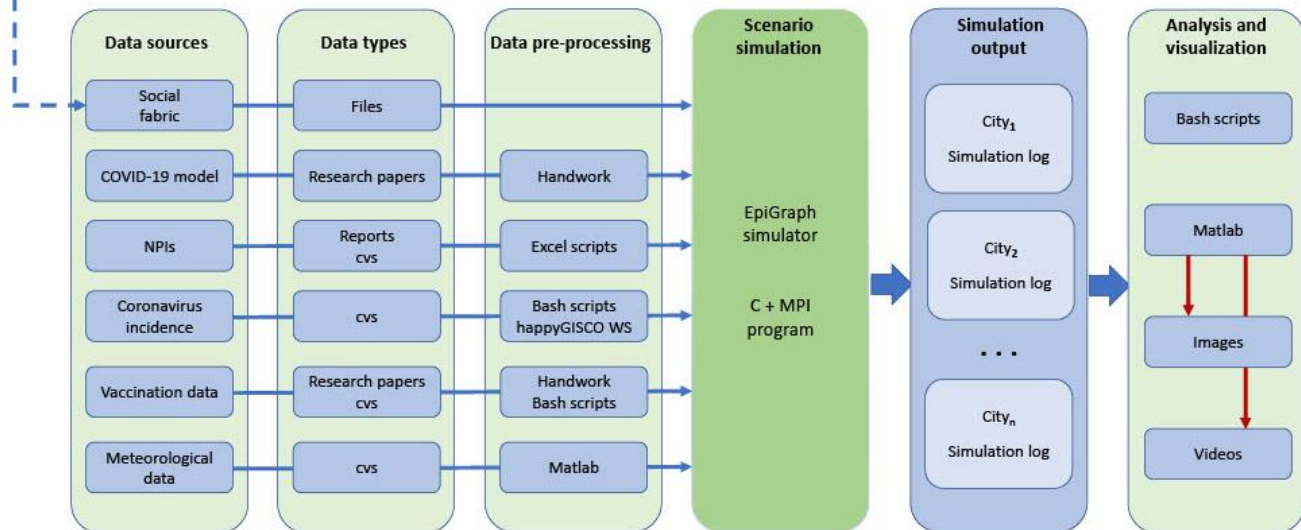 Data sources
Data types
Data pre-processing
Scenario
simulation
Simulation
output
Analysis and
visualization
Social
fabric
Files
COVID-19 model
Research papers
Handwork
NPIs
Reports
cvs
Excel scripts
Coronavirus
incidence
cvs
Bash scripts
happyGISCO WS
Vaccination data
Research papers
cvs
Handwork
Bash scripts
Meteorological
data
cvs
Matlab
EpiGraph
simulator
C + MPI
program
City₁
Simulation log
City₂
Simulation log
. . .
Cityₙ
Simulation log
Bash scripts
Matlab
Images
Videos